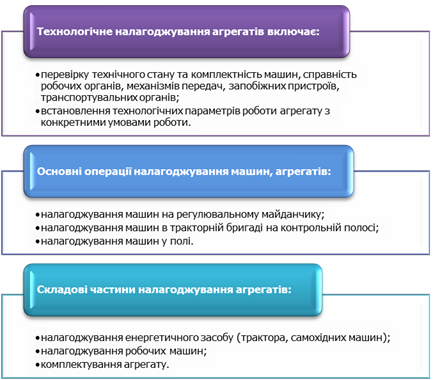 Технологічне налагоджування агрегатів включає:
•перевірку технічного стану та комплектність машин, справність
робочих органів, механізмів передач, запобіжних пристроїв,
транспортувальних органів;
•встановлення технологічних параметрів роботи агрегату з
конкретними умовами роботи.
Основні операції налагоджування машин, агрегатів:
•налагоджування машин на регулювальному майданчику;
•налагоджування машин в тракторній бригаді на контрольній полосі;
•налагоджування машин у полі.
Складові частини налагоджування агрегатів:
•налагоджування енергетичного засобу (трактора, самохідних машин);
•налагоджування робочих машин;
•комплектування агрегату.